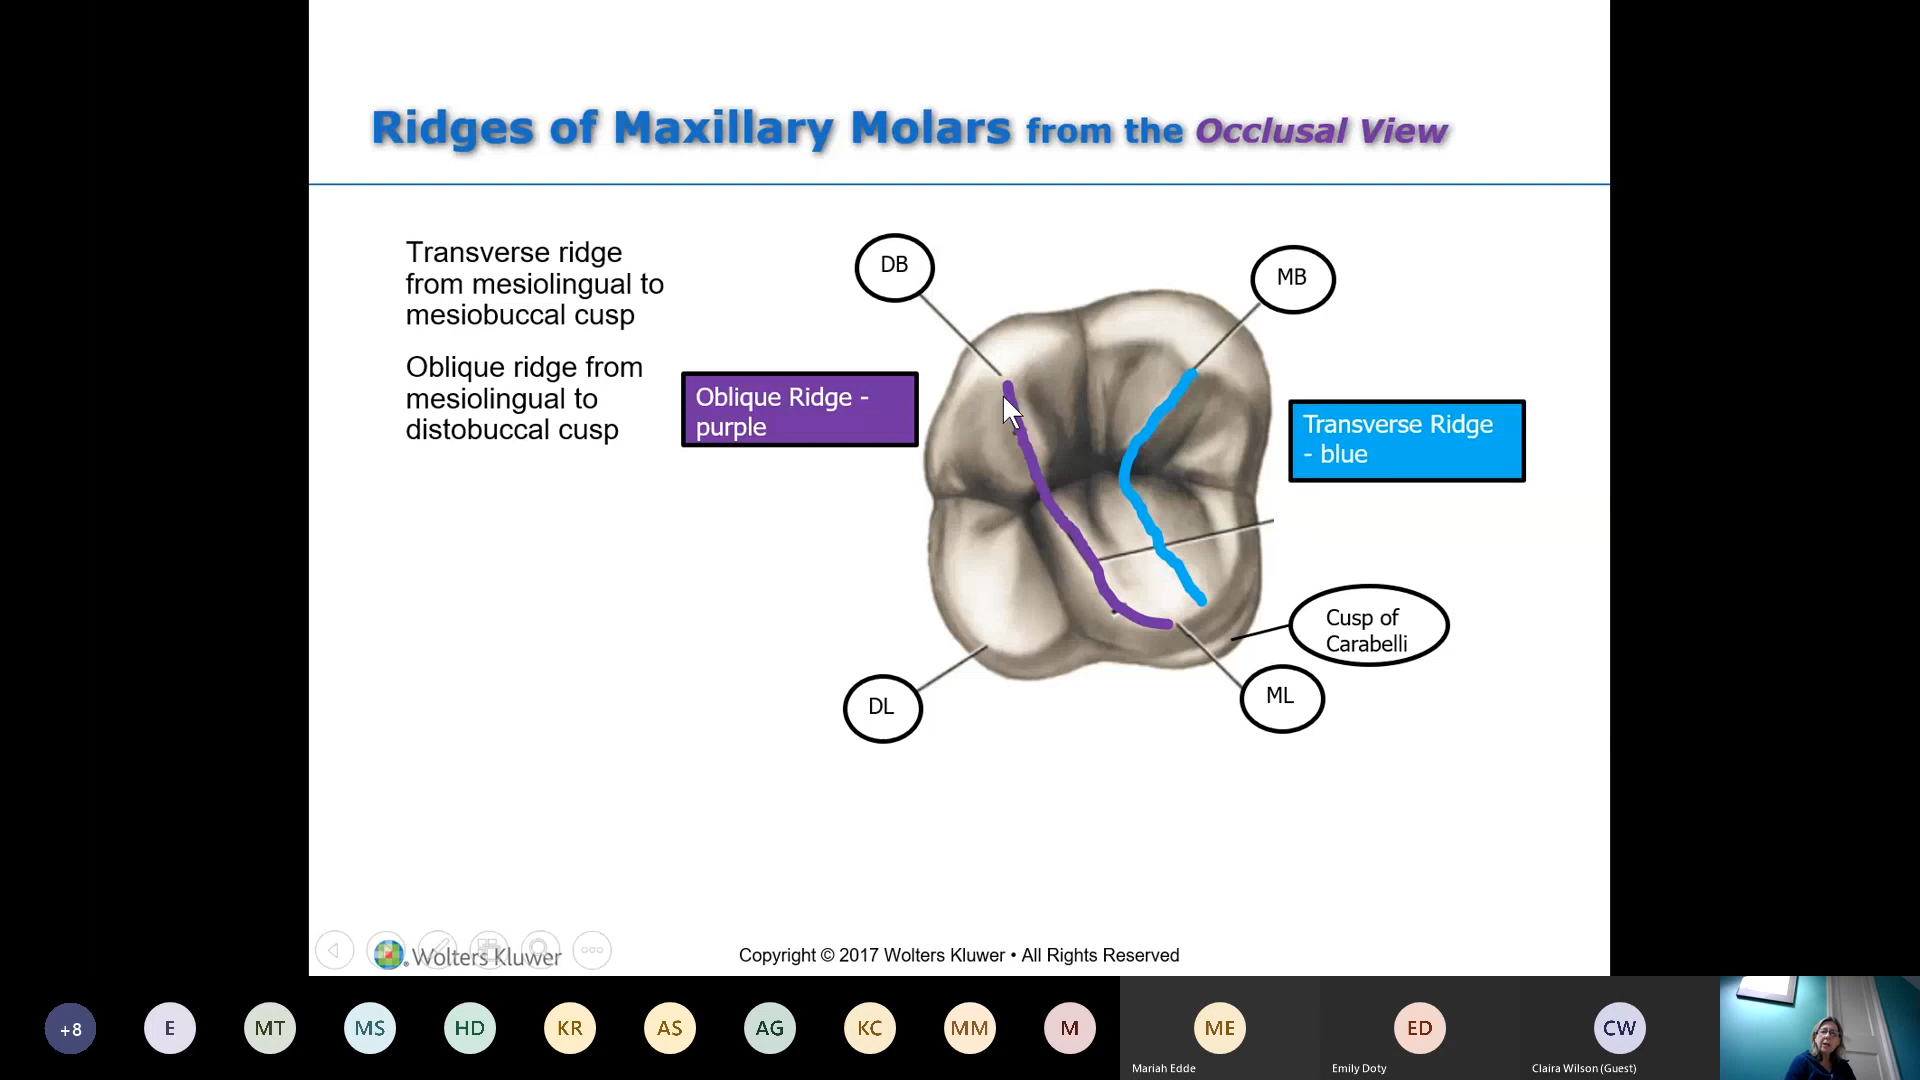 Ridges of Maxillary Molars from the Occlusal View
Transverse ridge
from mesiolingual to
mesiobuccal cusp
Oblique ridge from
mesiolingual to
distobuccal cusp
DB
MB
Oblique Ridge -
purple
Transverse Ridge
- blue
Cusp of
Carabelli
DL
ML
Wolters Kluwer
Copyright © 2017 Wolters Kluwer • All Rights Reserved
+8
E
MT
MS
HD
KR
AS
AG
KC
MM
M
ME
ED
CW
Mariah Edde
Emily Doty
Claira Wilson (Guest)